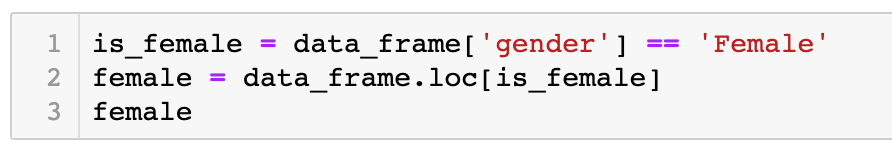 1 is_female = data_frame['gender'] == 'Female'
2 female = data_frame.loc[is_female]
3 female